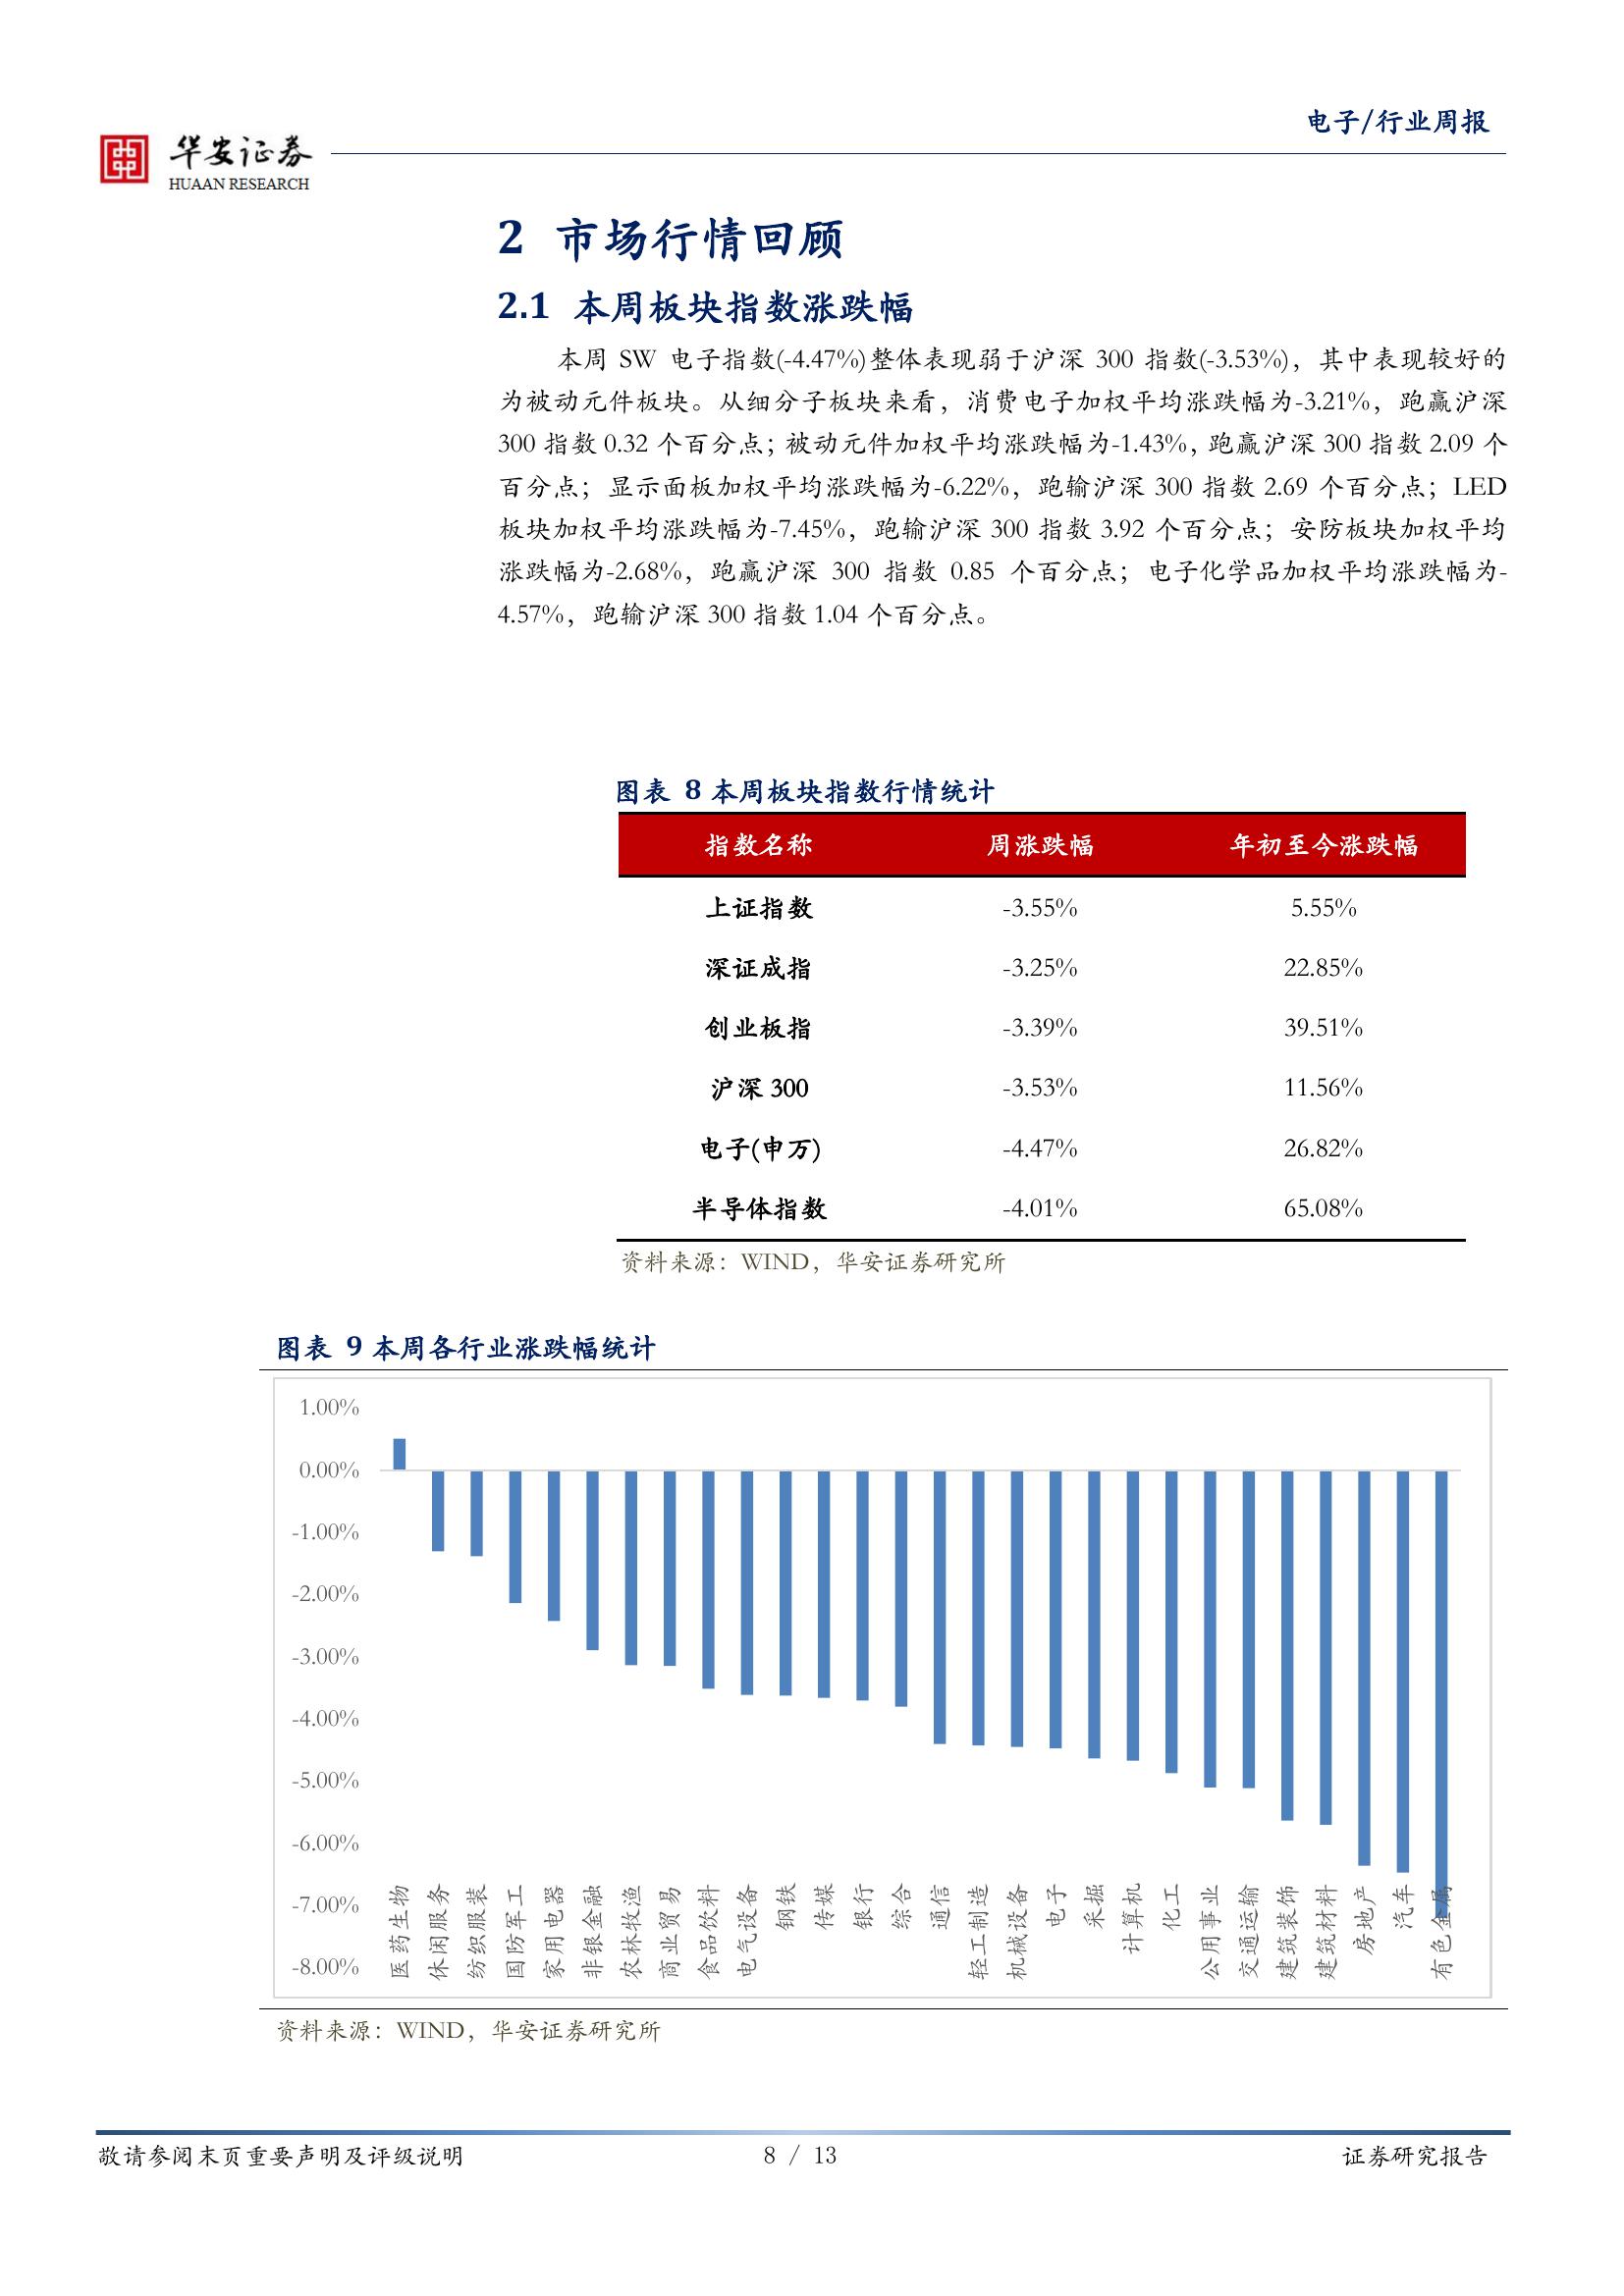 电子/行业周报
华安证券
HUAAN RESEARCH
2 市场行情回顾
2.1 本周板块指数涨跌幅
本周 SW 电子指数(-4.47%)整体表现弱于沪深 300 指数(-3.53%)，其中表现较好的
为被动元件板块。从细分子板块来看，消费电子加权平均涨跌幅为-3.21%，跑赢沪深
300 指数 0.32 个百分点；被动元件加权平均涨跌幅为-1.43%，跑赢沪深 300 指数 2.09 个
百分点；显示面板加权平均涨跌幅为-6.22%，跑输沪深 300 指数 2.69 个百分点；LED
板块加权平均涨跌幅为-7.45%，跑输沪深 300 指数 3.92 个百分点；安防板块加权平均
涨跌幅为-2.68%，跑赢沪深 300 指数 0.85 个百分点；电子化学品加权平均涨跌幅为-
4.57%，跑输沪深 300 指数 1.04 个百分点。
图表 8 本周板块指数行情统计
指数名称 周涨跌幅 年初至今涨跌幅
上证指数 -3.55% 5.55%
深证成指 -3.25% 22.85%
创业板指 -3.39% 39.51%
沪深 300 -3.53% 11.56%
电子(申万) -4.47% 26.82%
半导体指数 -4.01% 65.08%
资料来源：WIND，华安证券研究所
图表 9 本周各行业涨跌幅统计
1.00%
0.00%
-1.00%
-2.00%
-3.00%
-4.00%
-5.00%
-6.00%
-7.00%
-8.00%
医药生物
休闲服务
纺织服装
国防军工
家用电器
非银金融
农林牧渔
商业贸易
食品饮料
电气设备
钢铁
传媒
银行
综合
通信
轻工制造
机械设备
电子
采掘
计算机
化工
公用事业
交通运输
建筑装饰
建筑材料
房地产
汽车
有色金属
资料来源：WIND，华安证券研究所
敬请参阅末页重要声明及评级说明 8 / 13 证券研究报告